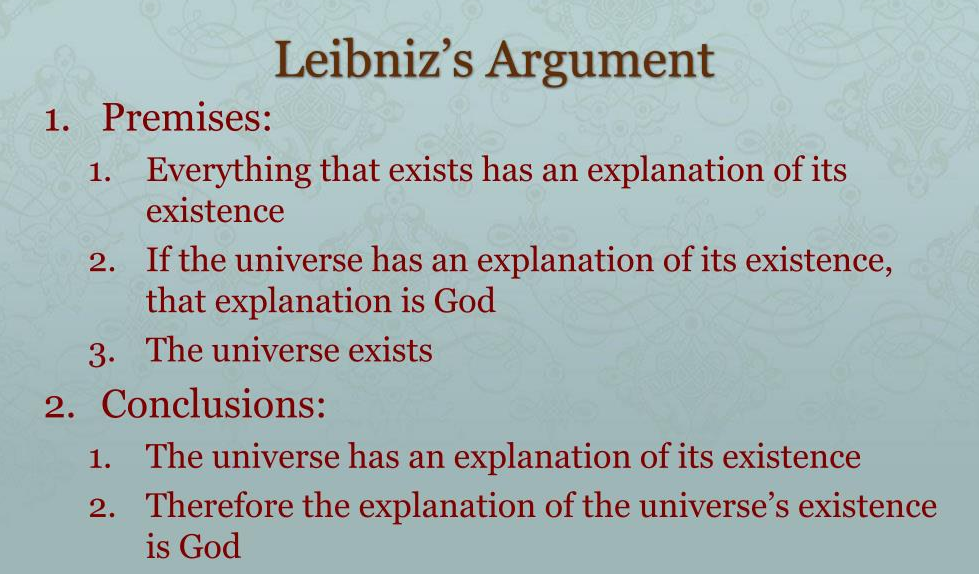 Leibniz’s Argument
1. Premises:
1. Everything that exists has an explanation of its
existence
2. If the universe has an explanation of its existence,
that explanation is God
3. The universe exists
2. Conclusions:
1. The universe has an explanation of its existence
2. Therefore the explanation of the universe’s existence
is God